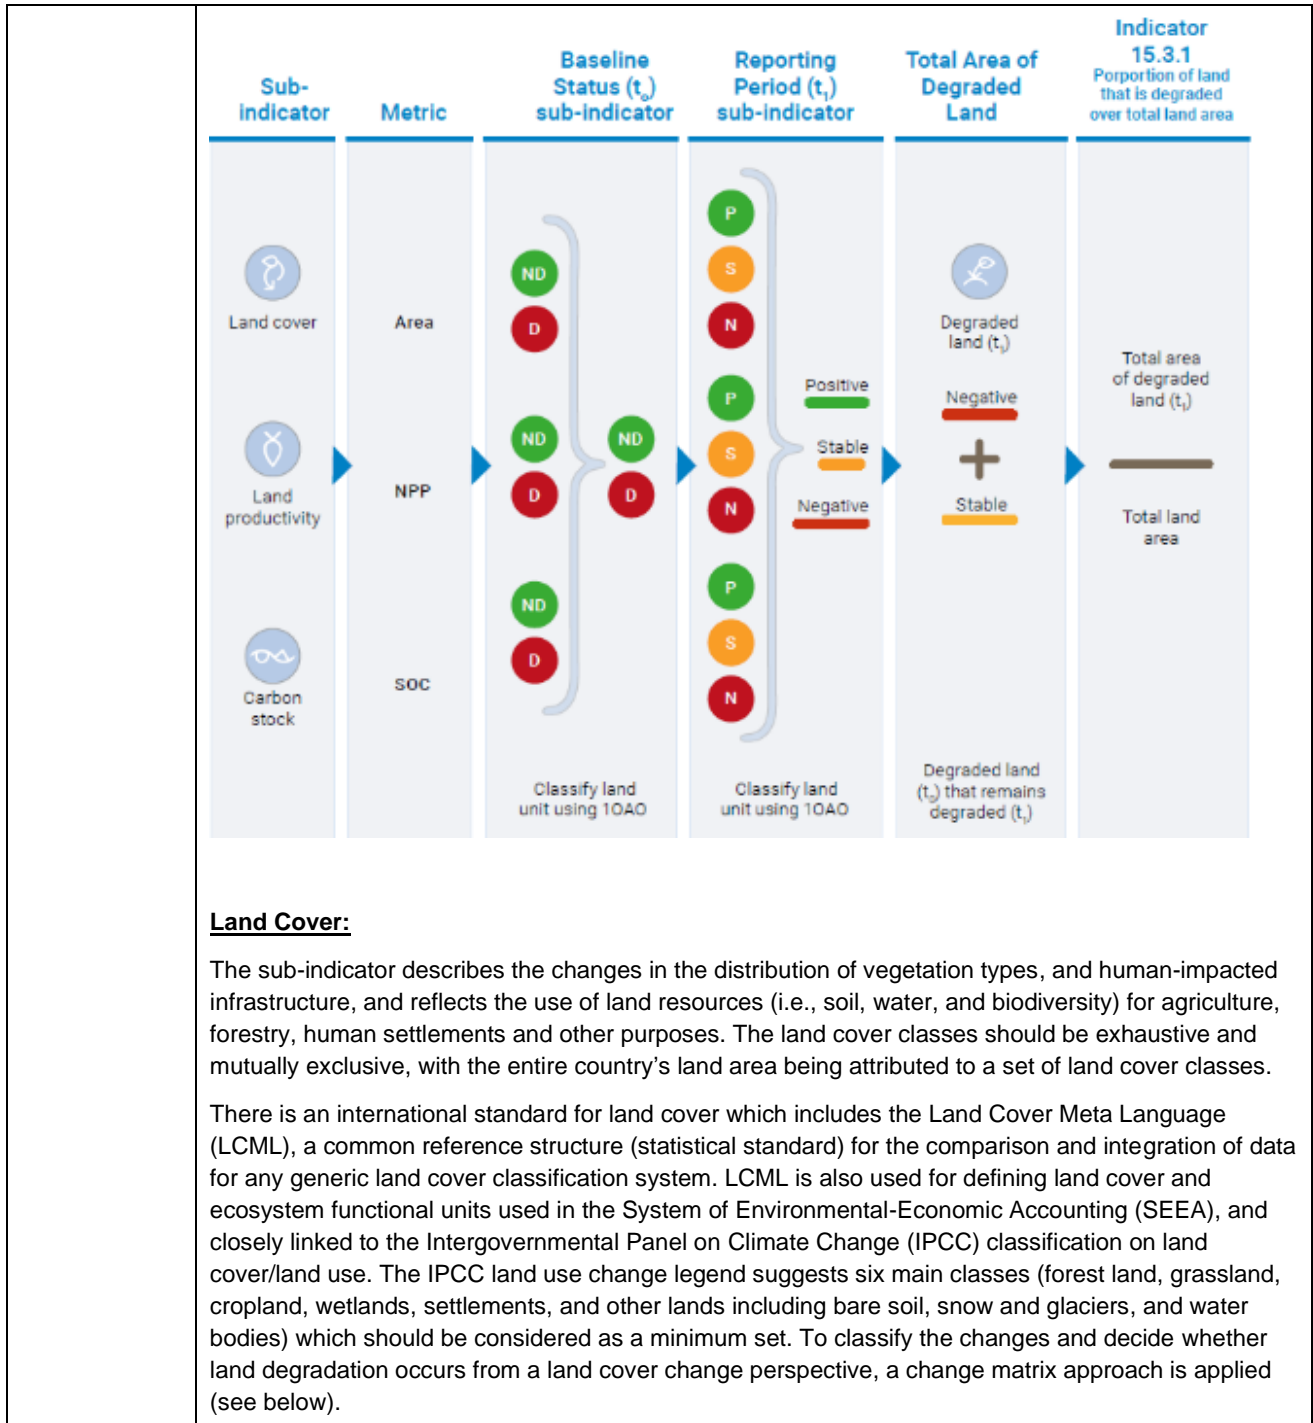 Sub-
indicator
Metric
Baseline
Status (t₀)
sub-indicator
Reporting
Period (t₁)
sub-indicator
Total Area of
Degraded
Land
Indicator
15.3.1
Porportion of land
that is degraded
over total land area
Land cover
Area
ND
D
P
S
N
Degraded
land (t₁)
Total area
of degraded
land (t₁)
Land
productivity
NPP
ND
D
ND
D
P
S
N
Positive
Stable
Negative
Negative
+
Stable
Total land
area
Carbon
stock
SOC
ND
D
P
S
N
Classify land
unit using 1OAO
Classify land
unit using 1OAO
Degraded land
(t₀) that remains
degraded (t₁)
Land Cover:
The sub-indicator describes the changes in the distribution of vegetation types, and human-impacted
infrastructure, and reflects the use of land resources (i.e., soil, water, and biodiversity) for agriculture,
forestry, human settlements and other purposes. The land cover classes should be exhaustive and
mutually exclusive, with the entire country’s land area being attributed to a set of land cover classes.
There is an international standard for land cover which includes the Land Cover Meta Language
(LCML), a common reference structure (statistical standard) for the comparison and integration of data
for any generic land cover classification system. LCML is also used for defining land cover and
ecosystem functional units used in the System of Environmental-Economic Accounting (SEEA), and
closely linked to the Intergovernmental Panel on Climate Change (IPCC) classification on land
cover/land use. The IPCC land use change legend suggests six main classes (forest land, grassland,
cropland, wetlands, settlements, and other lands including bare soil, snow and glaciers, and water
bodies) which should be considered as a minimum set. To classify the changes and decide whether
land degradation occurs from a land cover change perspective, a change matrix approach is applied
(see below).